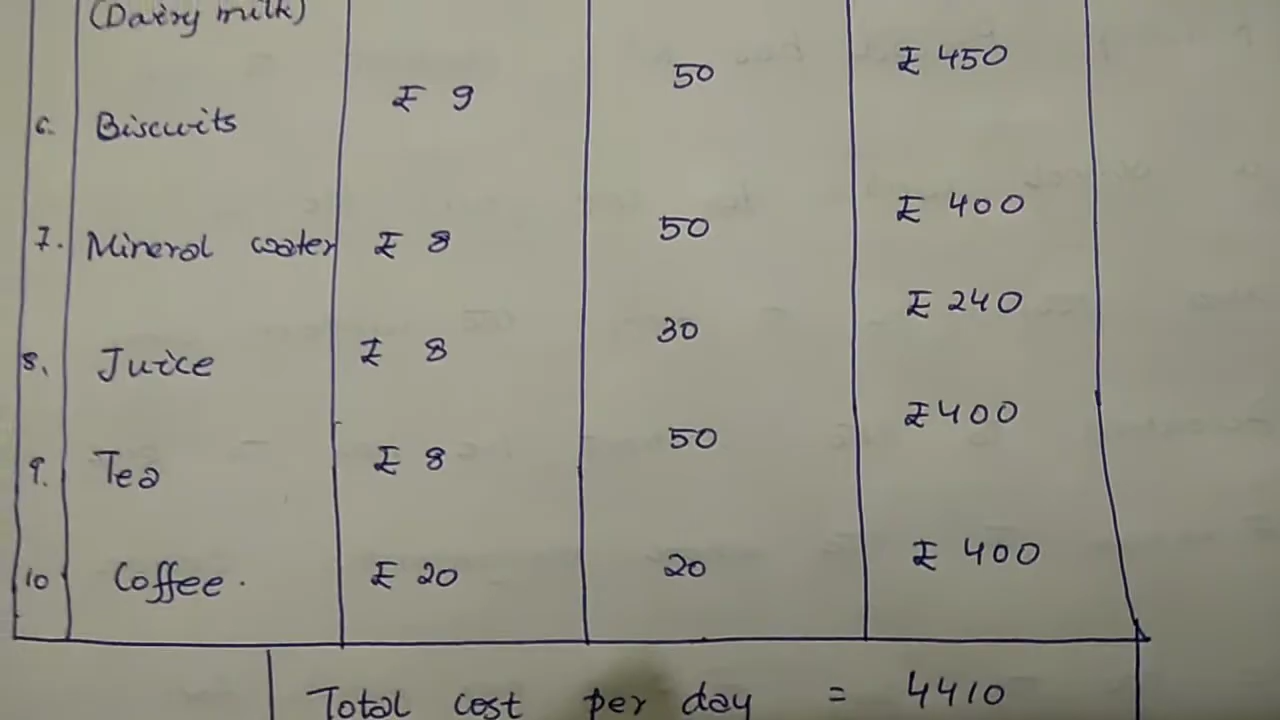 (Dairy milk)
6. Biscuits ₹ 9 50 ₹ 450
7. Mineral water ₹ 8 50 ₹ 400
8. Juice ₹ 8 30 ₹ 240
9. Tea ₹ 8 50 ₹ 400
10 Coffee. ₹ 20 20 ₹ 400
Total cost per day = 4410